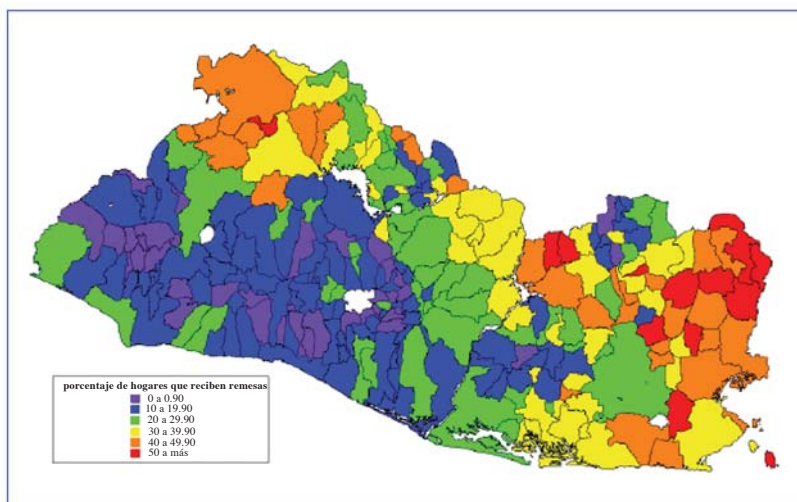 porcentaje de hogares que reciben remesas
0 a 0.90
10 a 19.90
20 a 29.90
30 a 39.90
40 a 49.90
50 a más